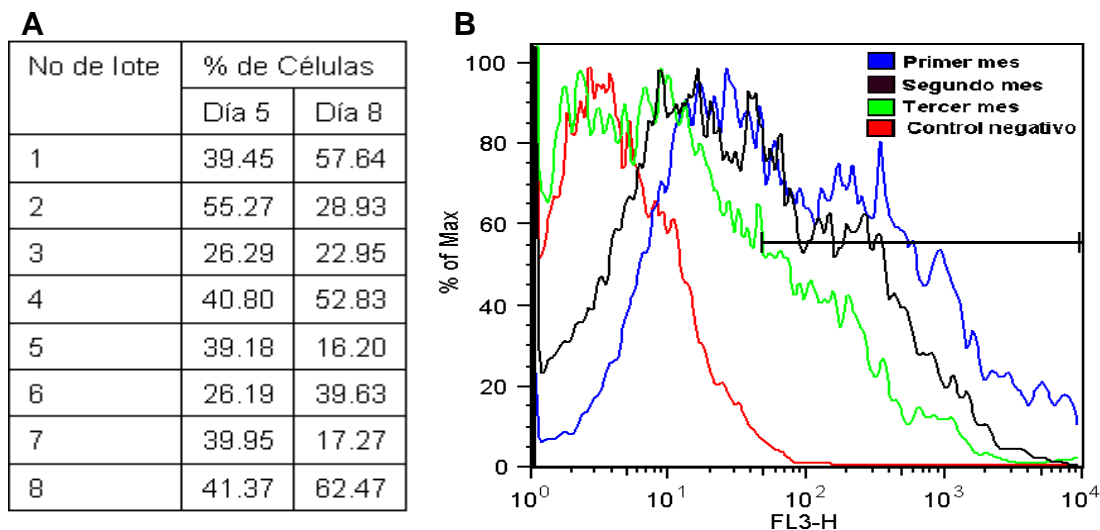 A
No de lote % de Células
Día 5 Día 8
1 39.45 57.64
2 55.27 28.93
3 26.29 22.95
4 40.80 52.83
5 39.18 16.20
6 26.19 39.63
7 39.95 17.27
8 41.37 62.47
B
Primer mes
Segundo mes
Tercer mes
Control negativo
% of Max
100
80
60
40
20
0
10^0 10^1 10^2 10^3 10^4
FL3-H